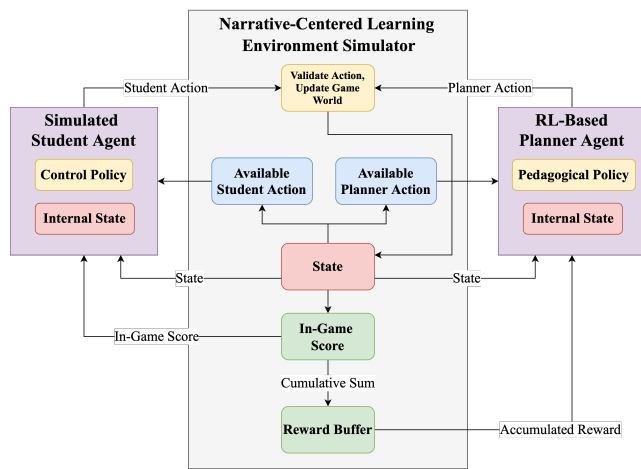 Narrative-Centered Learning
Environment Simulator
Student Action
Validate Action,
Update Game
World
Planner Action
Simulated
Student Agent
Control Policy
Internal State
Available
Student Action
Available
Planner Action
RL-Based
Planner Agent
Pedagogical Policy
Internal State
State
State
State
In-Game Score
In-Game
Score
Cumulative Sum
Reward Buffer
Accumulated Reward